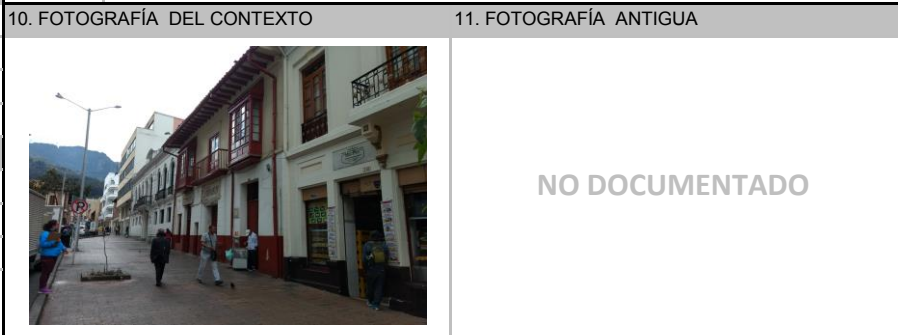 10. FOTOGRAFÍA DEL CONTEXTO
11. FOTOGRAFÍA ANTIGUA
NO DOCUMENTADO